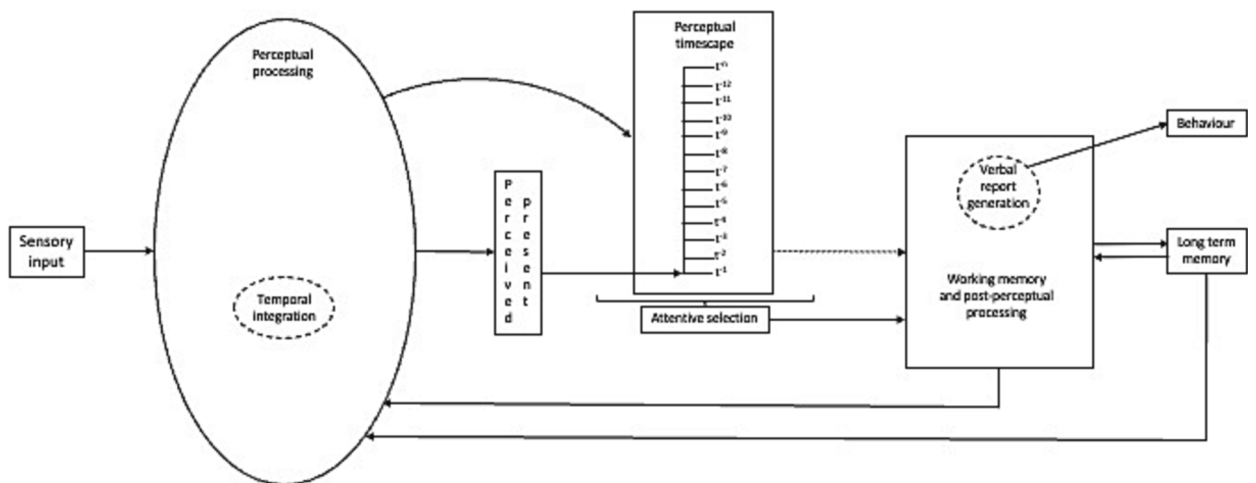 Perceptual
processing
Perceptual
timescape
t-n
t-12
t-11
t-10
t-9
t-8
t-7
t-6
t-5
t-4
t-3
t-2
t-1
Perceived
present
Sensory
input
Temporal
integration
Attentive selection
Verbal
report
generation
Working memory
and post-perceptual
processing
Behaviour
Long term
memory